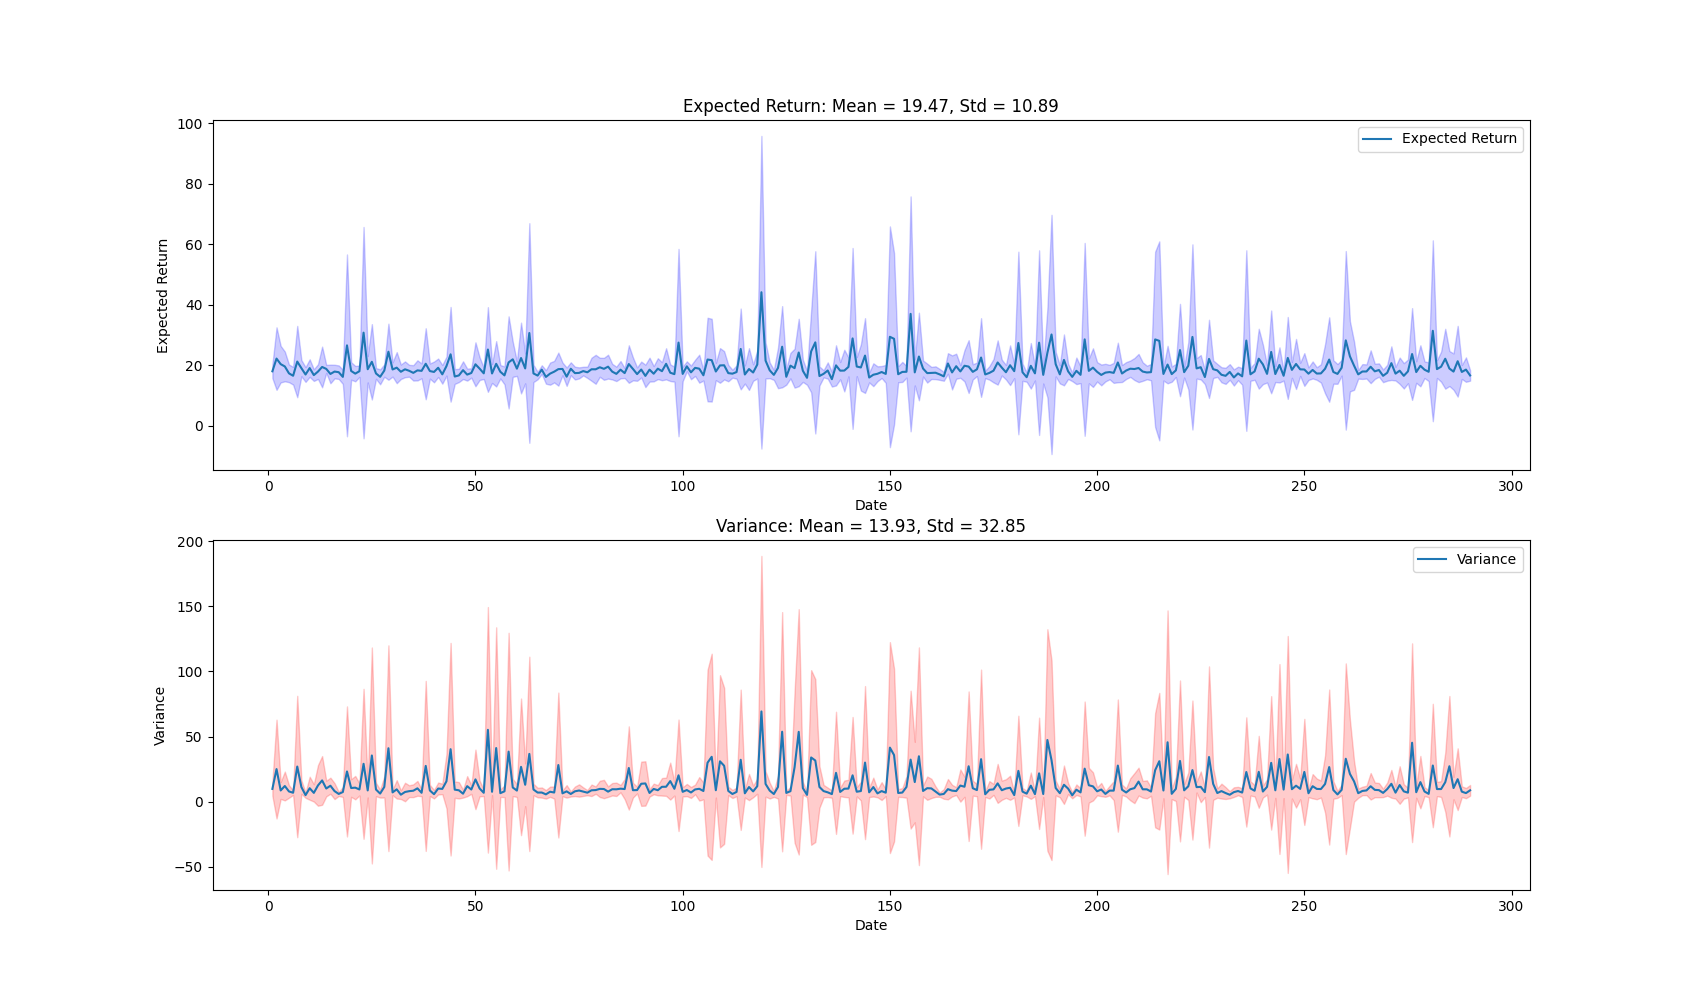 Expected Return: Mean = 19.47, Std = 10.89
100
80
60
40
20
0
Expected Return
Expected Return
0 50 100 150 200 250 300
Date
Variance: Mean = 13.93, Std = 32.85
200
150
100
50
0
−50
Variance
Variance
0 50 100 150 200 250 300
Date